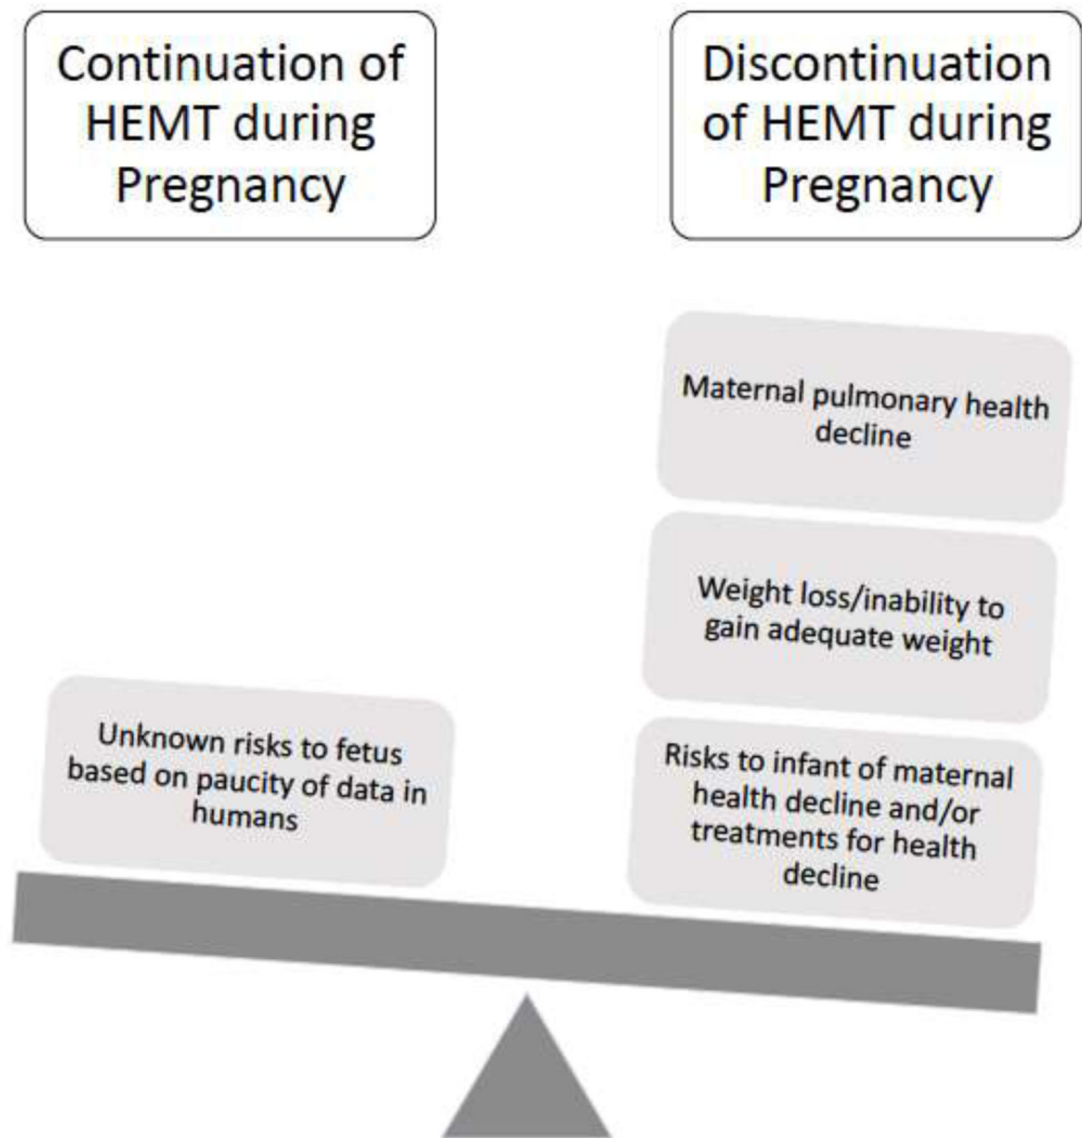 Continuation of
HEMT during
Pregnancy
Discontinuation
of HEMT during
Pregnancy
Maternal pulmonary health
decline
Weight loss/inability to
gain adequate weight
Unknown risks to fetus
based on paucity of data in
humans
Risks to infant of maternal
health decline and/or
treatments for health
decline